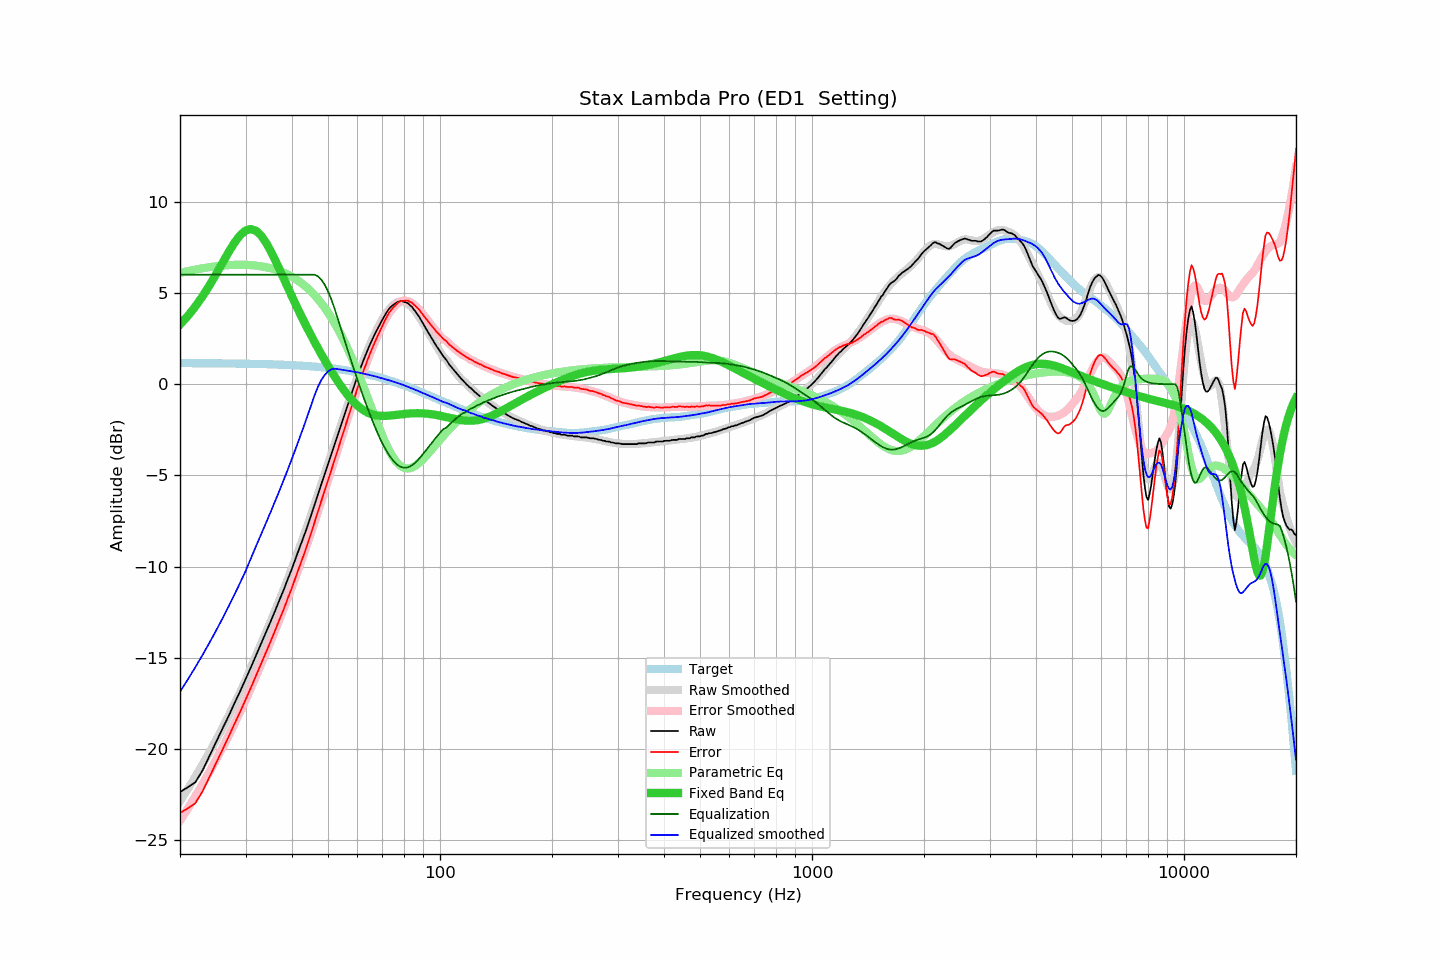 Stax Lambda Pro (ED1  Setting)
10
5
0
−5
−10
−15
−20
−25
Amplitude (dBr)
Target
Raw Smoothed
Error Smoothed
Raw
Error
Parametric Eq
Fixed Band Eq
Equalization
Equalized smoothed
100
1000
10000
Frequency (Hz)